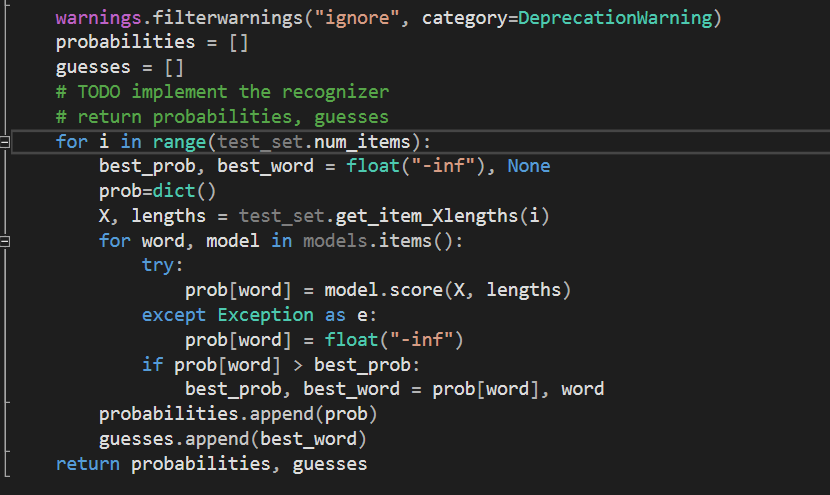 warnings.filterwarnings("ignore", category=DeprecationWarning)
probabilities = []
guesses = []
# TODO implement the recognizer
# return probabilities, guesses
for i in range(test_set.num_items):
    best_prob, best_word = float("-inf"), None
    prob=dict()
    X, lengths = test_set.get_item_Xlengths(i)
    for word, model in models.items():
        try:
            prob[word] = model.score(X, lengths)
        except Exception as e:
            prob[word] = float("-inf")
        if prob[word] > best_prob:
            best_prob, best_word = prob[word], word
    probabilities.append(prob)
    guesses.append(best_word)
return probabilities, guesses